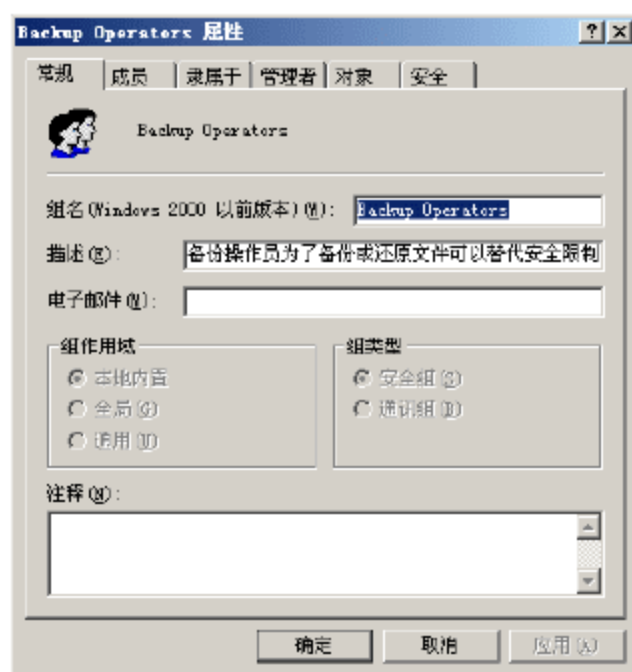 Backup Operators 属性
常规 成员 隶属于 管理者 对象 安全
Backup Operators
组名(Windows 2000 以前版本)(W): Backup Operators
描述(E): 备份操作员为了备份或还原文件可以替代安全限制
电子邮件(M):
组作用域 组类型
本地内置 安全组(S)
全局(G) 通讯组(D)
通用(U)
注释(N):
确定 取消 应用(A)